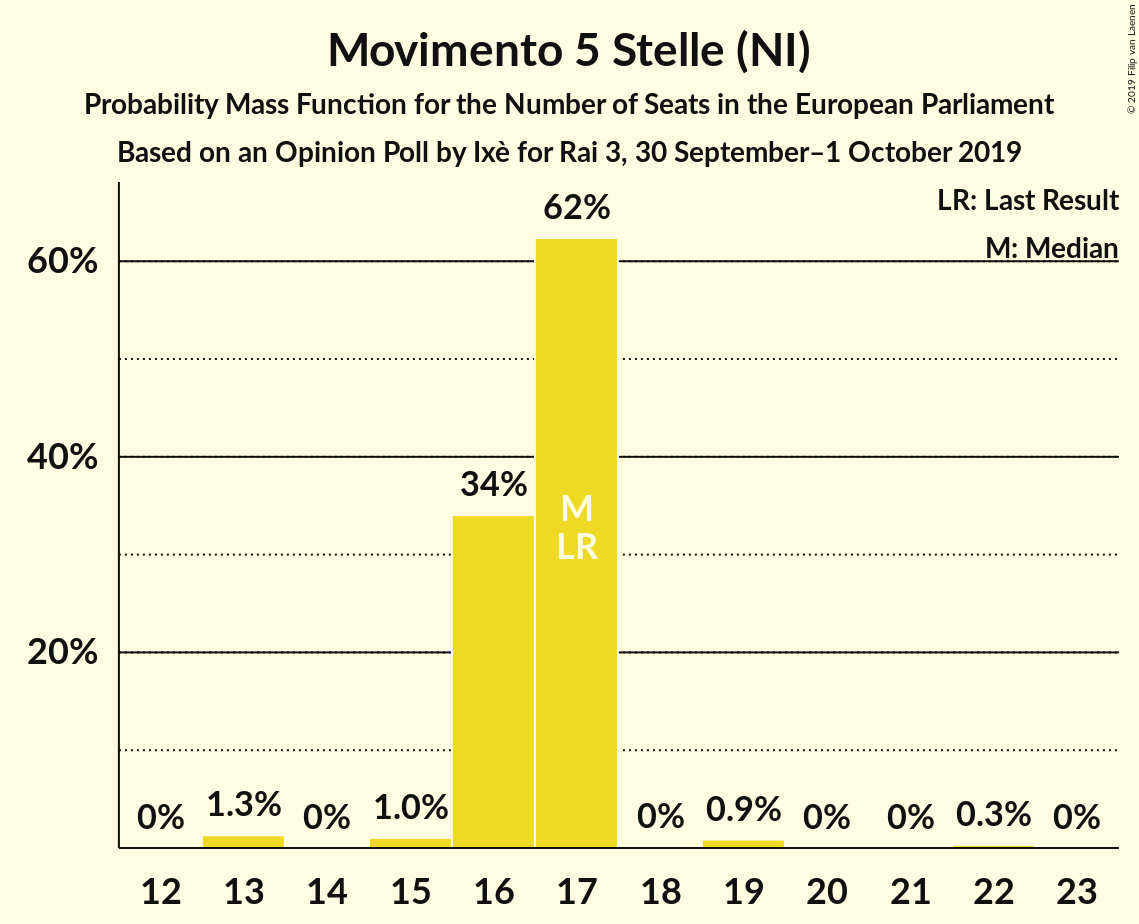 Movimento 5 Stelle (NI)
Probability Mass Function for the Number of Seats in the European Parliament
Based on an Opinion Poll by Ixè for Rai 3, 30 September–1 October 2019
© 2019 Filip van Laenen
LR: Last Result
M: Median
60%
40%
20%
0%
1.3%
0%
1.0%
34%
62%
M
LR
0%
0.9%
0%
0%
0.3%
0%
12 13 14 15 16 17 18 19 20 21 22 23